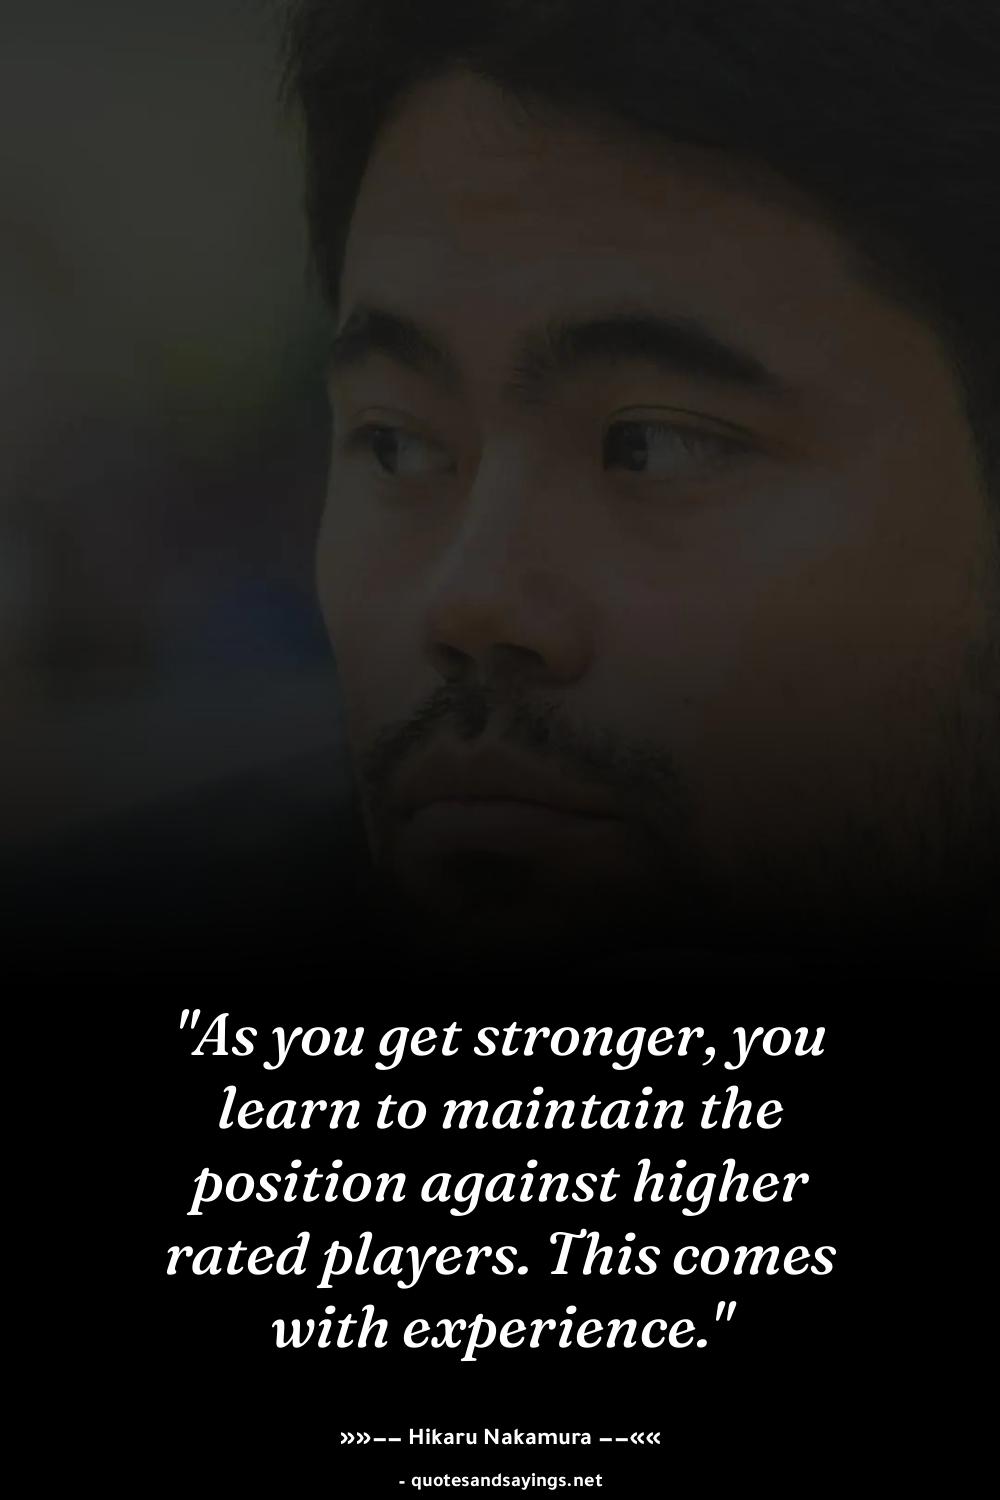 "As you get stronger, you
learn to maintain the
position against higher
rated players. This comes
with experience."
»»–– Hikaru Nakamura ––««
- quotesandsayings.net